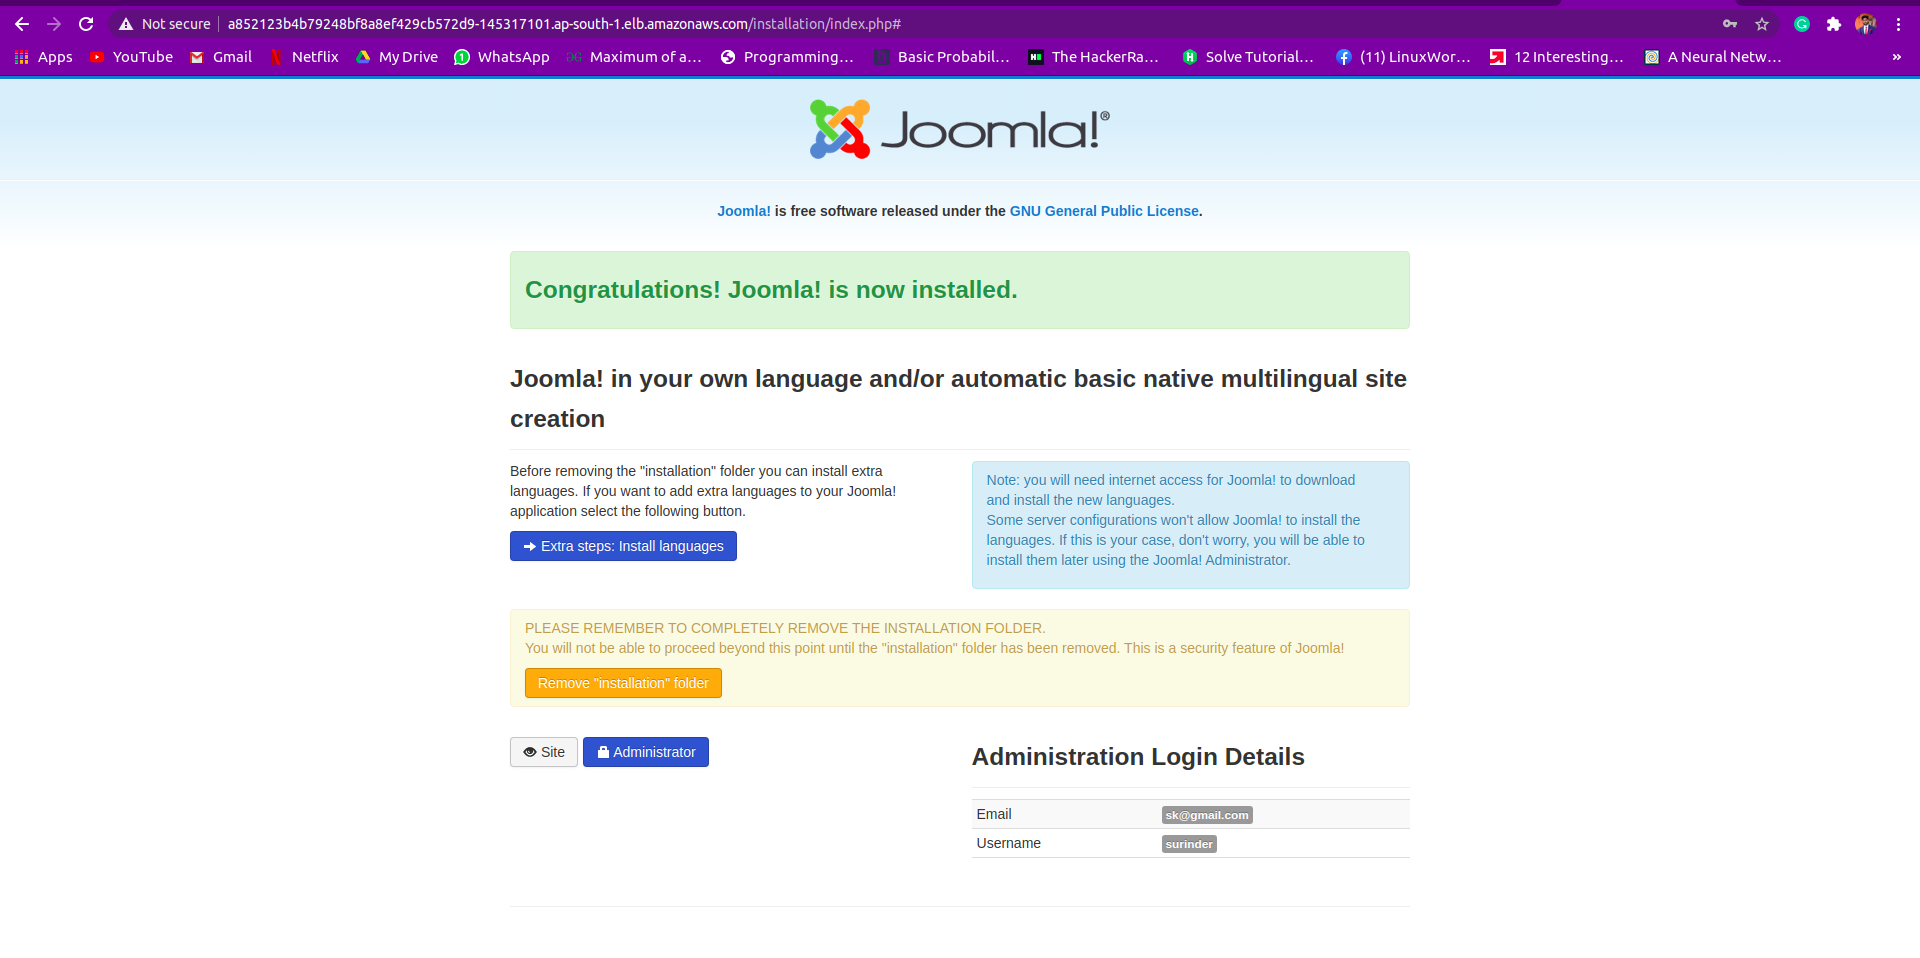 Not secure
a852123b4b79248bf8a8ef429cb572d9-145317101.ap-south-1.elb.amazonaws.com/installation/index.php#
Apps
YouTube
Gmail
Netflix
My Drive
WhatsApp
Maximum of a...
Programming...
Basic Probabil...
The HackerRa...
Solve Tutorial...
(11) LinuxWor...
12 Interesting...
A Neural Netw...
»
Joomla!®
Joomla! is free software released under the GNU General Public License.
Congratulations! Joomla! is now installed.
Joomla! in your own language and/or automatic basic native multilingual site
creation
Before removing the "installation" folder you can install extra
languages. If you want to add extra languages to your Joomla!
application select the following button.
Extra steps: Install languages
Note: you will need internet access for Joomla! to download
and install the new languages.
Some server configurations won't allow Joomla! to install the
languages. If this is your case, don't worry, you will be able to
install them later using the Joomla! Administrator.
PLEASE REMEMBER TO COMPLETELY REMOVE THE INSTALLATION FOLDER.
You will not be able to proceed beyond this point until the "installation" folder has been removed. This is a security feature of Joomla!
Remove "installation" folder
Site
Administrator
Administration Login Details
Email sk@gmail.com
Username surinder